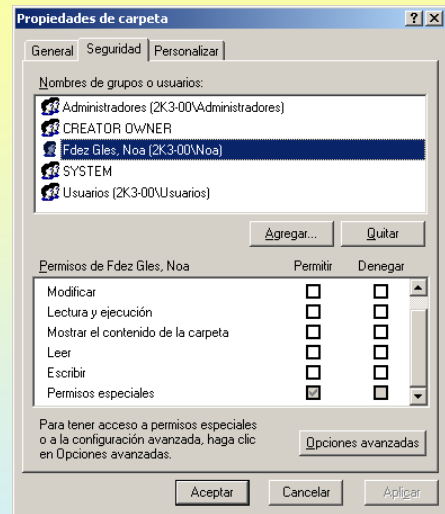 Propiedades de carpeta
General Seguridad Personalizar
Nombres de grupos o usuarios:
Administradores (2K3-00\Administradores)
CREATOR OWNER
Fdez Gles, Noa (2K3-00\Noa)
SYSTEM
Usuarios (2K3-00\Usuarios)
Agregar... Quitar
Permisos de Fdez Gles, Noa Permitir Denegar
Modificar
Lectura y ejecución
Mostrar el contenido de la carpeta
Leer
Escribir
Permisos especiales
Para tener acceso a permisos especiales
o a la configuración avanzada, haga clic
en Opciones avanzadas.
Opciones avanzadas
Aceptar Cancelar Aplicar